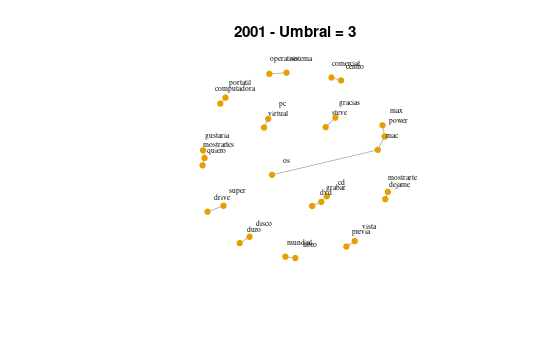 2001 - Umbral = 3
operativo sistema
comercial
centro
portatil
computadora
pc
virtual
gracias
steve
max
power
mac
gustaria
mostrarles
quiero
os
mostrarte
dejame
cd
grabar
dvd
super
drive
disco
duro
mundial
vista
previa